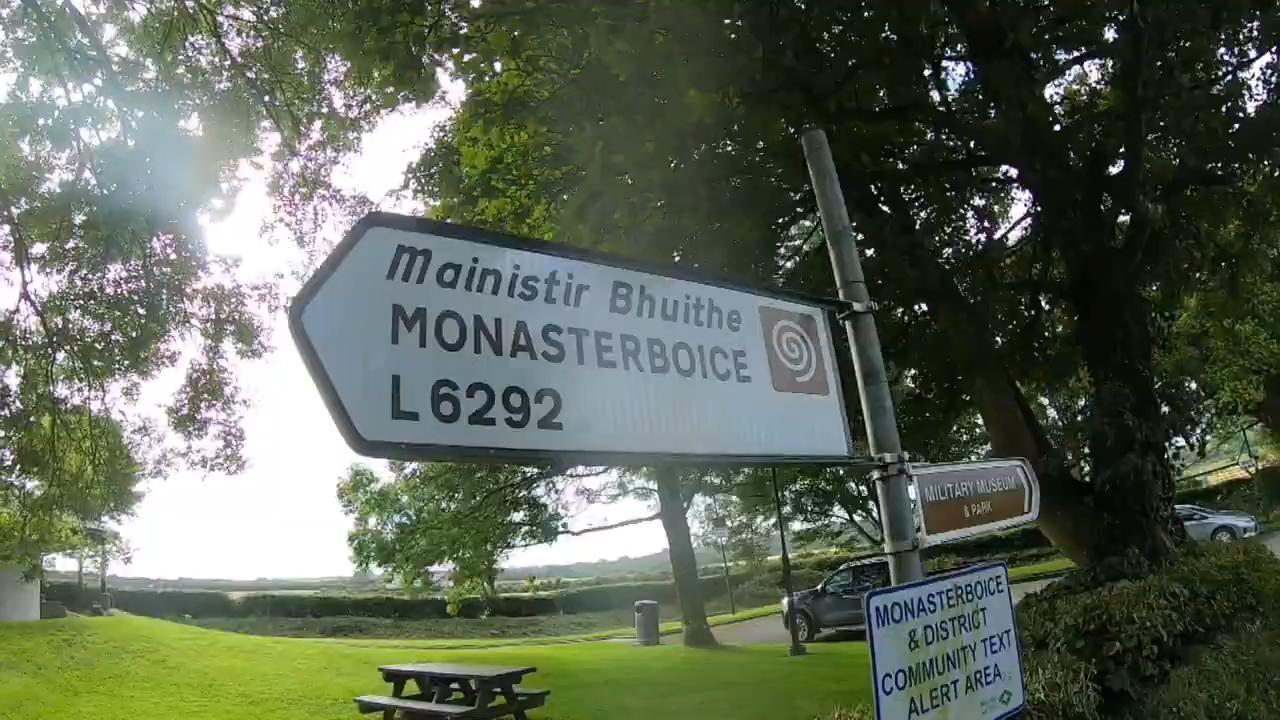 Mainistir Bhuithe
MONASTERBOICE
L6292
MILITARY MUSEUM
& PARK
MONASTERBOICE
& DISTRICT
COMMUNITY TEXT
ALERT AREA